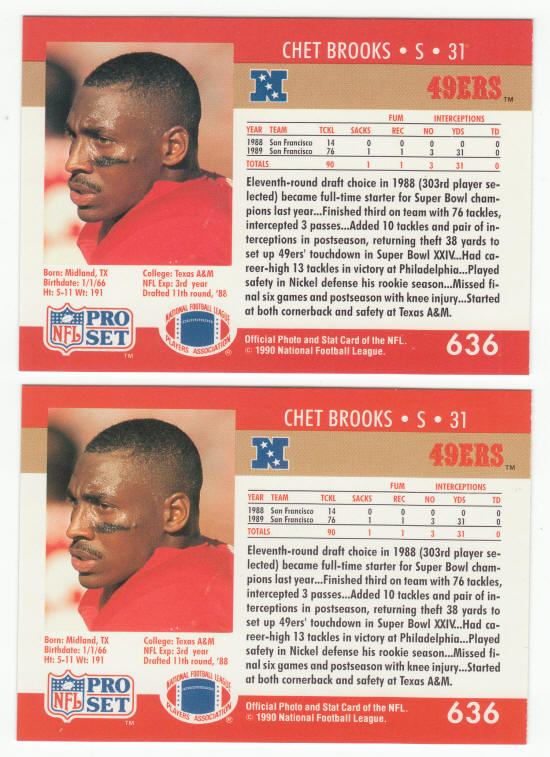 CHET BROOKS • S • 31
N
49ERS™
FUM INTERCEPTIONS
YEAR TEAM TCKL SACKS REC NO YDS TD
1988 San Francisco 14 0 0 0 0 0
1989 San Francisco 76 1 1 3 31 0
TOTALS 90 1 1 3 31 0
Eleventh-round draft choice in 1988 (303rd player se-
lected) became full-time starter for Super Bowl cham-
pions last year...Finished third on team with 76 tackles,
intercepted 3 passes...Added 10 tackles and pair of in-
terceptions in postseason, returning theft 38 yards to
set up 49ers' touchdown in Super Bowl XXIV...Had
career-high 13 tackles in victory at Philadelphia...Played
safety in Nickel defense his rookie season...Missed fi-
nal six games and postseason with knee injury...Started
at both cornerback and safety at Texas A&M.
Born: Midland, TX
Birthdate: 1/1/66
Ht: 5-11 Wt: 191
College: Texas A&M
NFL Exp: 3rd year
Drafted 11th round, '88
NFL PRO SET™
NATIONAL FOOTBALL LEAGUE
PLAYERS ASSOCIATION ®
Official Photo and Stat Card of the NFL.
© 1990 National Football League.
636
CHET BROOKS • S • 31
N
49ERS™
FUM INTERCEPTIONS
YEAR TEAM TCKL SACKS REC NO YDS TD
1988 San Francisco 14 0 0 0 0 0
1989 San Francisco 76 1 1 3 31 0
TOTALS 90 1 1 3 31 0
Eleventh-round draft choice in 1988 (303rd player se-
lected) became full-time starter for Super Bowl cham-
pions last year...Finished third on team with 76 tackles,
intercepted 3 passes...Added 10 tackles and pair of in-
terceptions in postseason, returning theft 38 yards to
set up 49ers' touchdown in Super Bowl XXIV...Had ca-
reer-high 13 tackles in victory at Philadelphia...Played
safety in Nickel defense his rookie season...Missed fi-
nal six games and postseason with knee injury...Started
at both cornerback and safety at Texas A&M.
Born: Midland, TX
Birthdate: 1/1/66
Ht: 5-11 Wt: 191
College: Texas A&M
NFL Exp: 3rd year
Drafted 11th round, '88
NFL PRO SET™
NATIONAL FOOTBALL LEAGUE
PLAYERS ASSOCIATION ®
Official Photo and Stat Card of the NFL.
© 1990 National Football League.
636